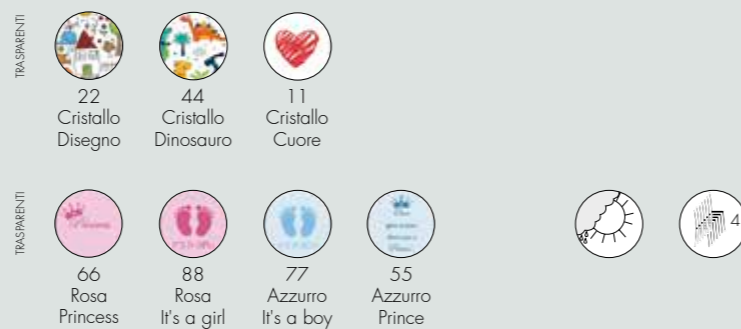 TRASPARENTI
22
Cristallo
Disegno
44
Cristallo
Dinosauro
11
Cristallo
Cuore
TRASPARENTI
66
Rosa
Princess
88
Rosa
It's a girl
77
Azzurro
It's a boy
55
Azzurro
Prince
4